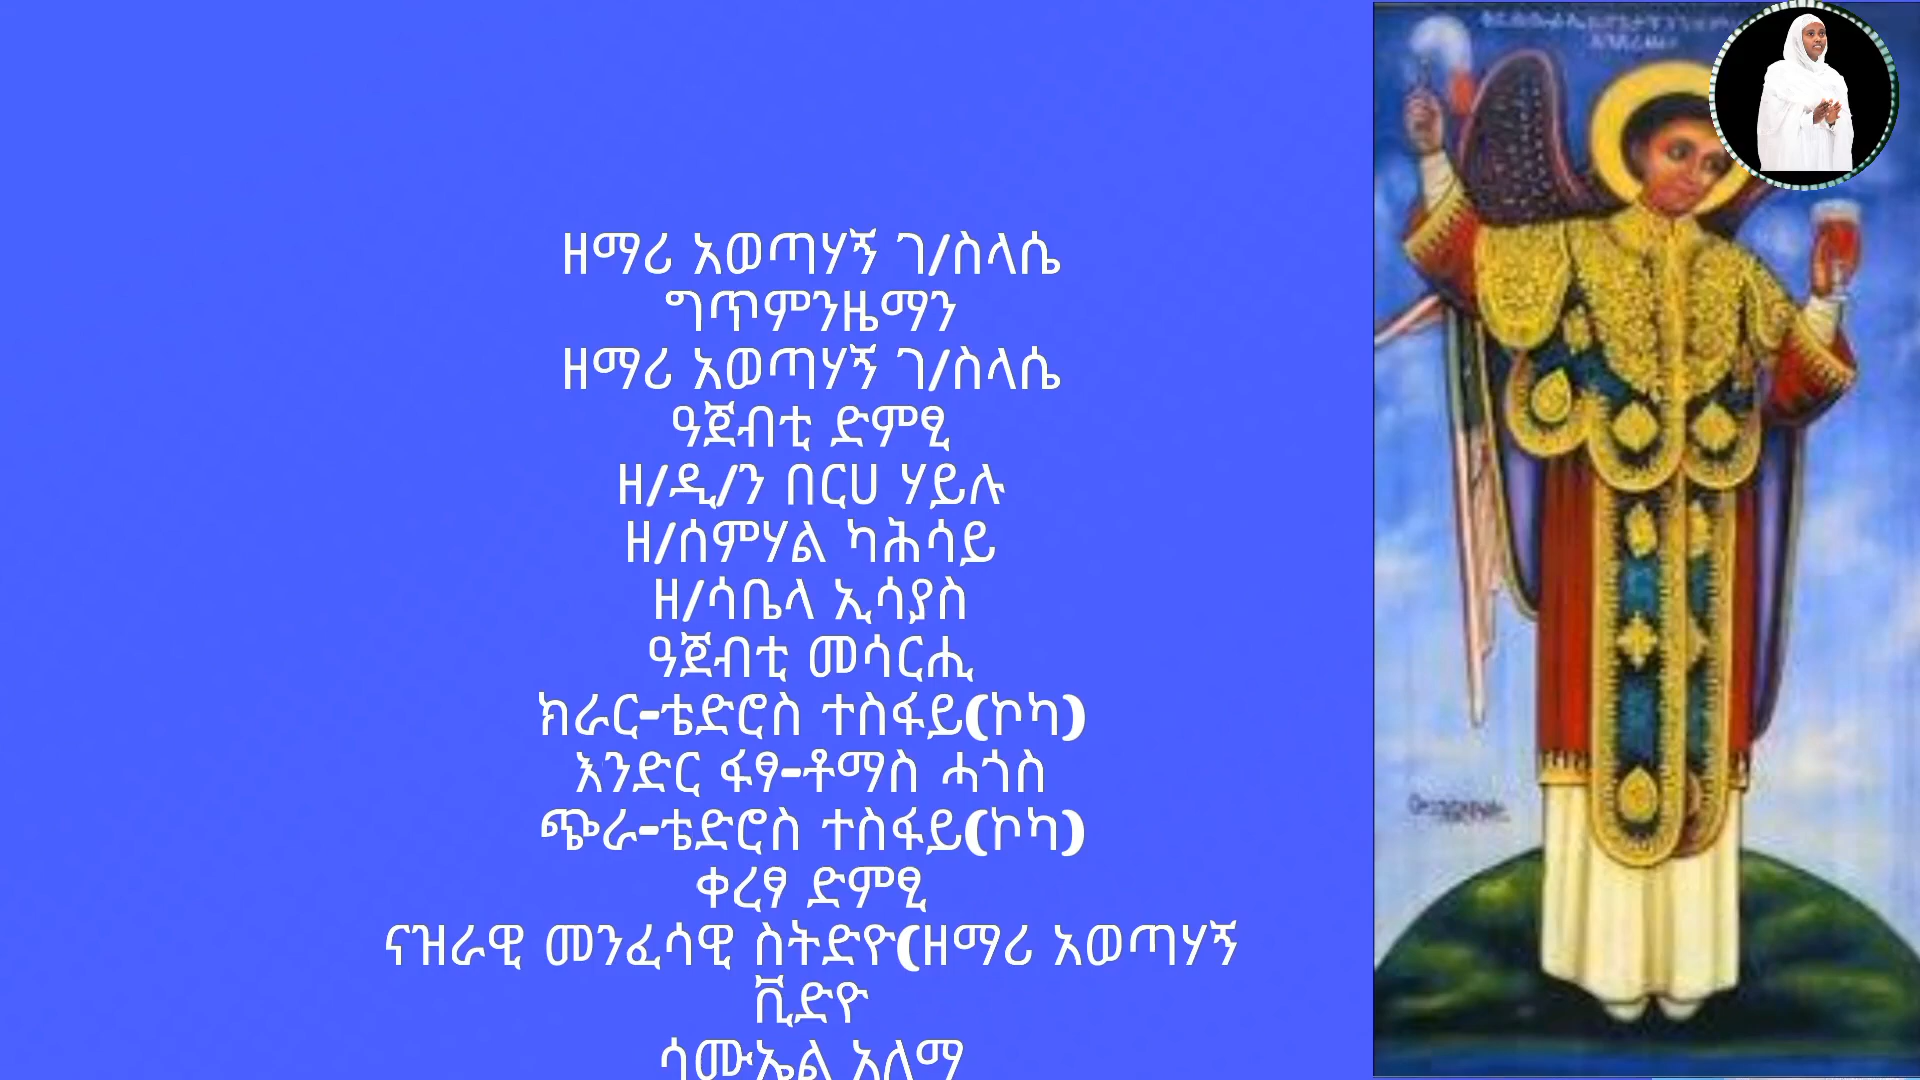 ዘማሪ አወጣሃኝ ገ/ስላሴ
ግጥምንዜማን
ዘማሪ አወጣሃኝ ገ/ስላሴ
ዓጀብቲ ድምፂ
ዘ/ዲ/ን በርሀ ሃይሉ
ዘ/ሰምሃል ካሕሳይ
ዘ/ሳቤላ ኢሳያስ
ዓጀብቲ መሳርሒ
ክራር-ቴድሮስ ተስፋይ(ኮካ)
እንድር ፋፃ-ቶማስ ሓጎስ
ጭራ-ቴድሮስ ተስፋይ(ኮካ)
ቀረፃ ድምፂ
ናዝራዊ መንፈሳዊ ስትድዮ(ዘማሪ አወጣሃኝ
ቪድዮ
ሳሙኤል አለማ